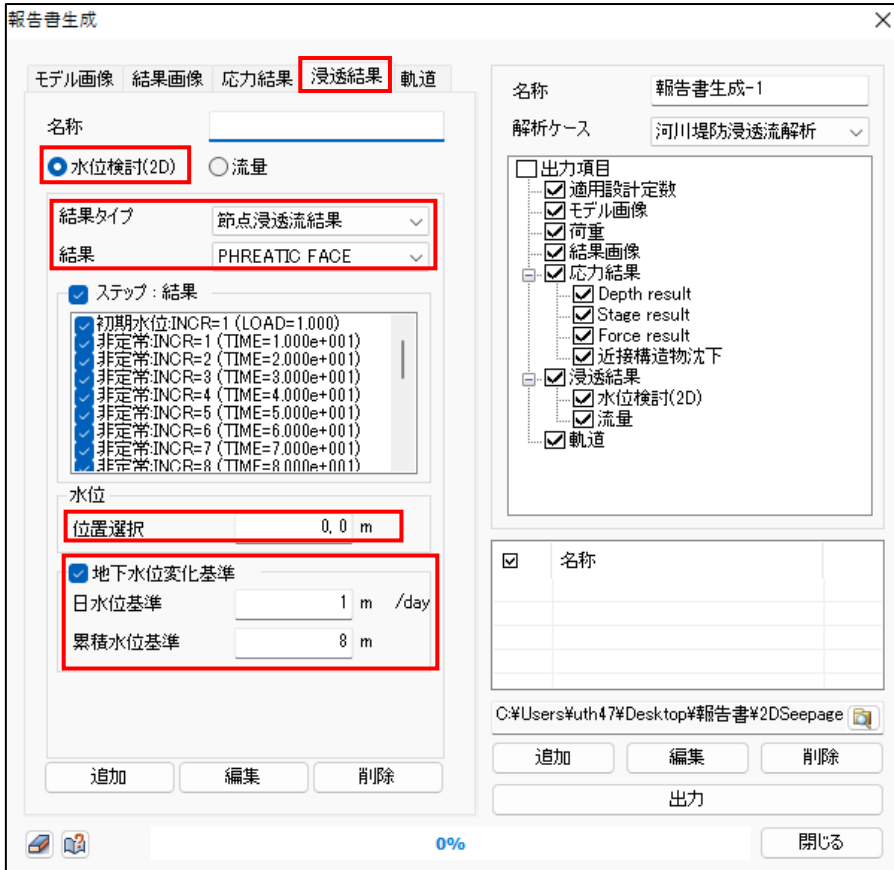 報告書生成
モデル画像 結果画像 応力結果 浸透結果 軌道
名称
水位検討(2D) 流量
結果タイプ 節点浸透流結果
結果 PHREATIC FACE
ステップ : 結果
初期水位:INCR=1 (LOAD=1.000)
非定常:INCR=1 (TIME=1.000e+001)
非定常:INCR=2 (TIME=2.000e+001)
非定常:INCR=3 (TIME=3.000e+001)
非定常:INCR=4 (TIME=4.000e+001)
非定常:INCR=5 (TIME=5.000e+001)
非定常:INCR=6 (TIME=6.000e+001)
非定常:INCR=7 (TIME=7.000e+001)
非定常:INCR=8 (TIME=8.000e+001)
水位
位置選択 0, 0 m
地下水位変化基準
日水位基準 1 m /day
累積水位基準 8 m
追加 編集 削除
名称 報告書生成-1
解析ケース 河川堤防浸透流解析
出力項目
適用設計定数
モデル画像
荷重
結果画像
応力結果
Depth result
Stage result
Force result
近接構造物沈下
浸透結果
水位検討(2D)
流量
軌道
名称
C:¥Users¥uth47¥Desktop¥報告書¥2DSeepage
追加 編集 削除
出力
0%
閉じる